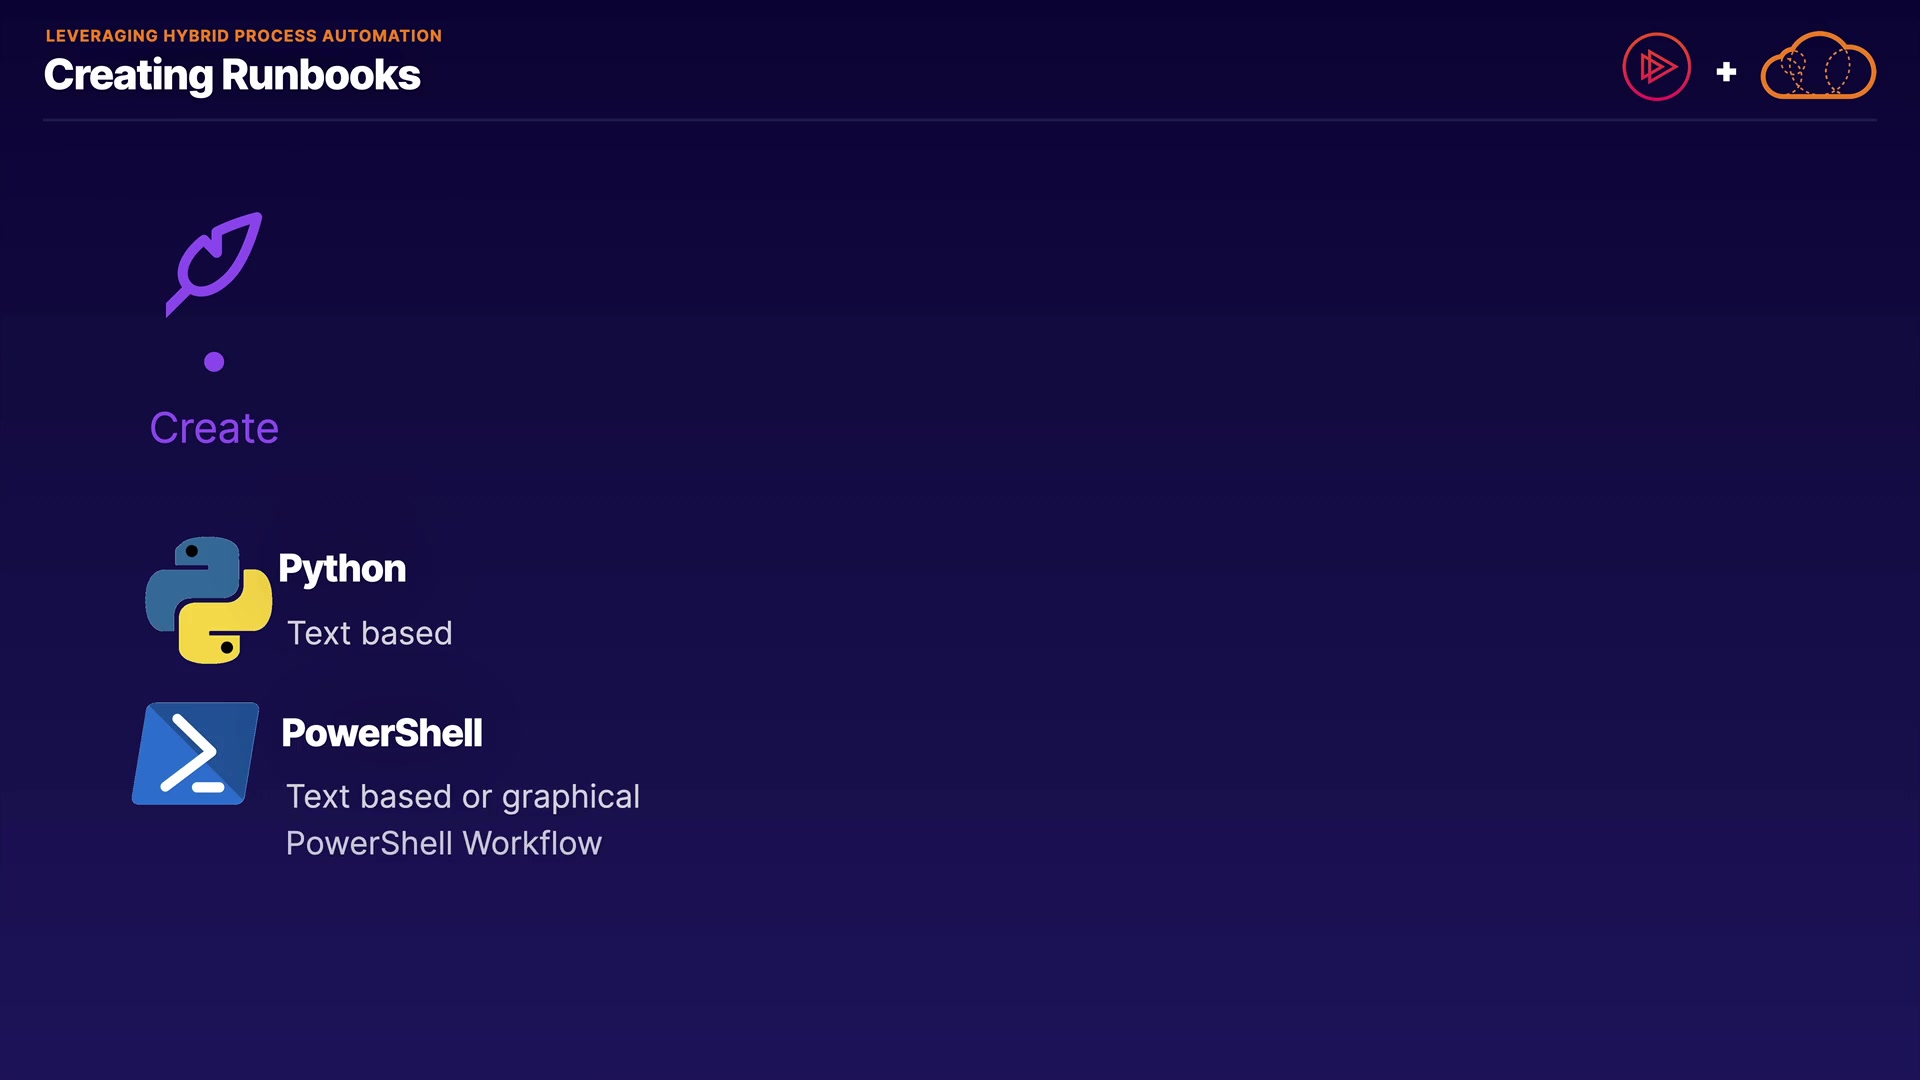 LEVERAGING HYBRID PROCESS AUTOMATION
Creating Runbooks
Create
Python
Text based
PowerShell
Text based or graphical
PowerShell Workflow